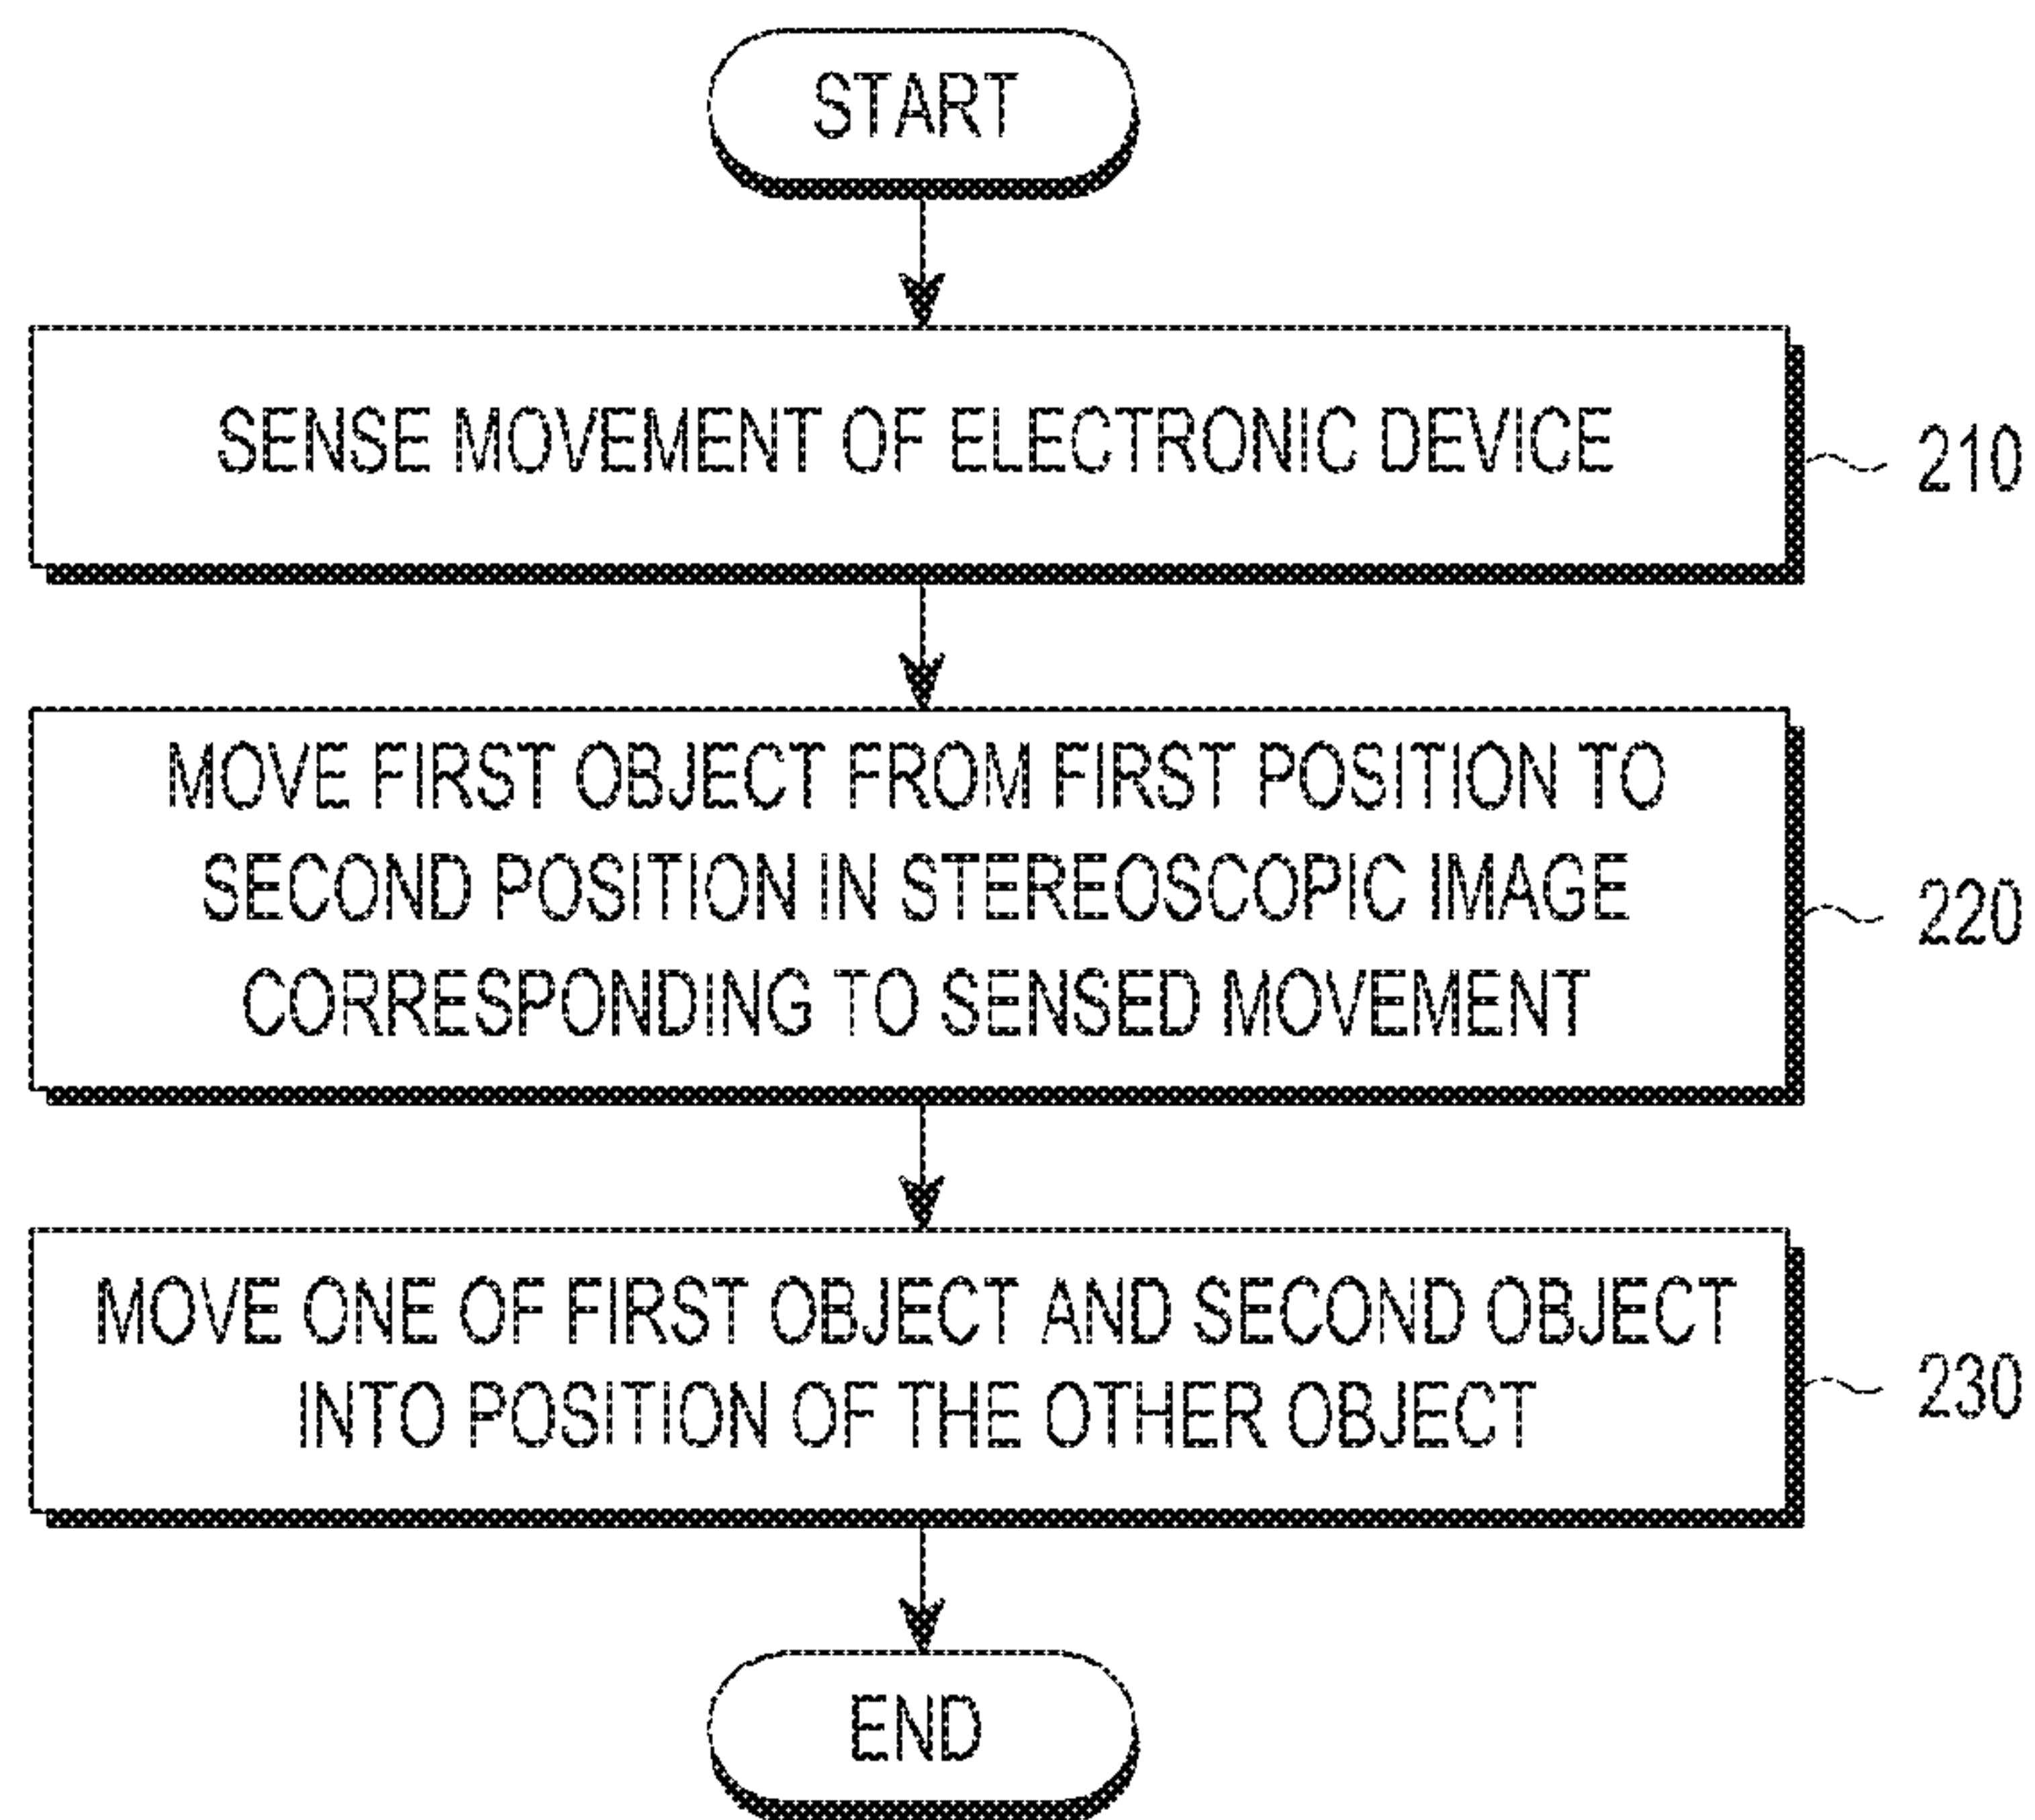 START
SENSE MOVEMENT OF ELECTRONIC DEVICE
210
MOVE FIRST OBJECT FROM FIRST POSITION TO
SECOND POSITION IN STEREOSCOPIC IMAGE
CORRESPONDING TO SENSED MOVEMENT
220
MOVE ONE OF FIRST OBJECT AND SECOND OBJECT
INTO POSITION OF THE OTHER OBJECT
230
END